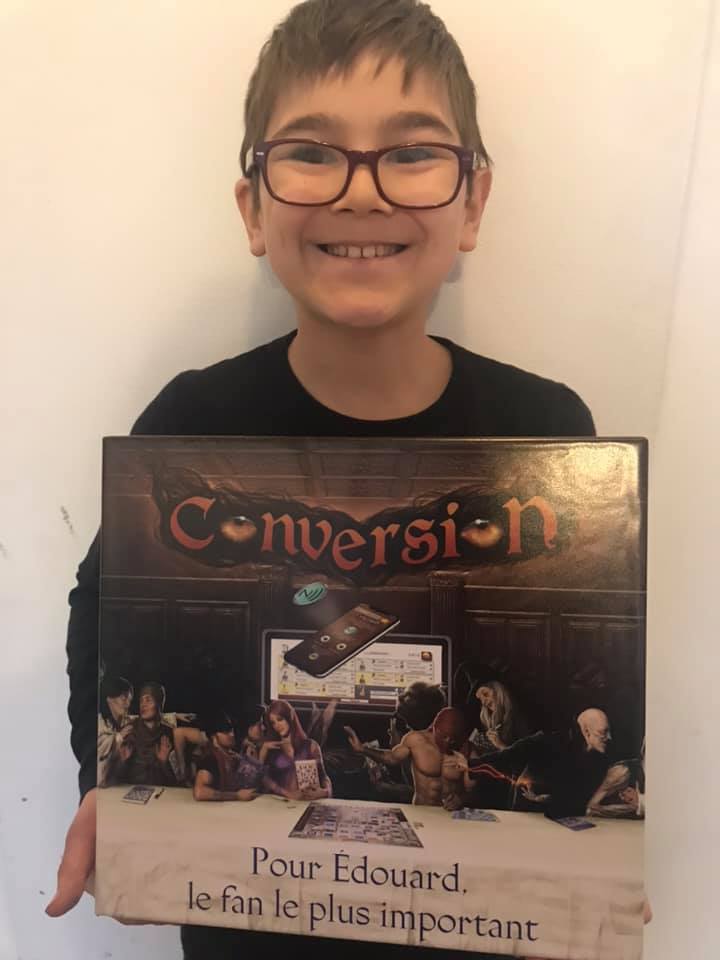 Conversion
Pour Édouard,
le fan le plus important